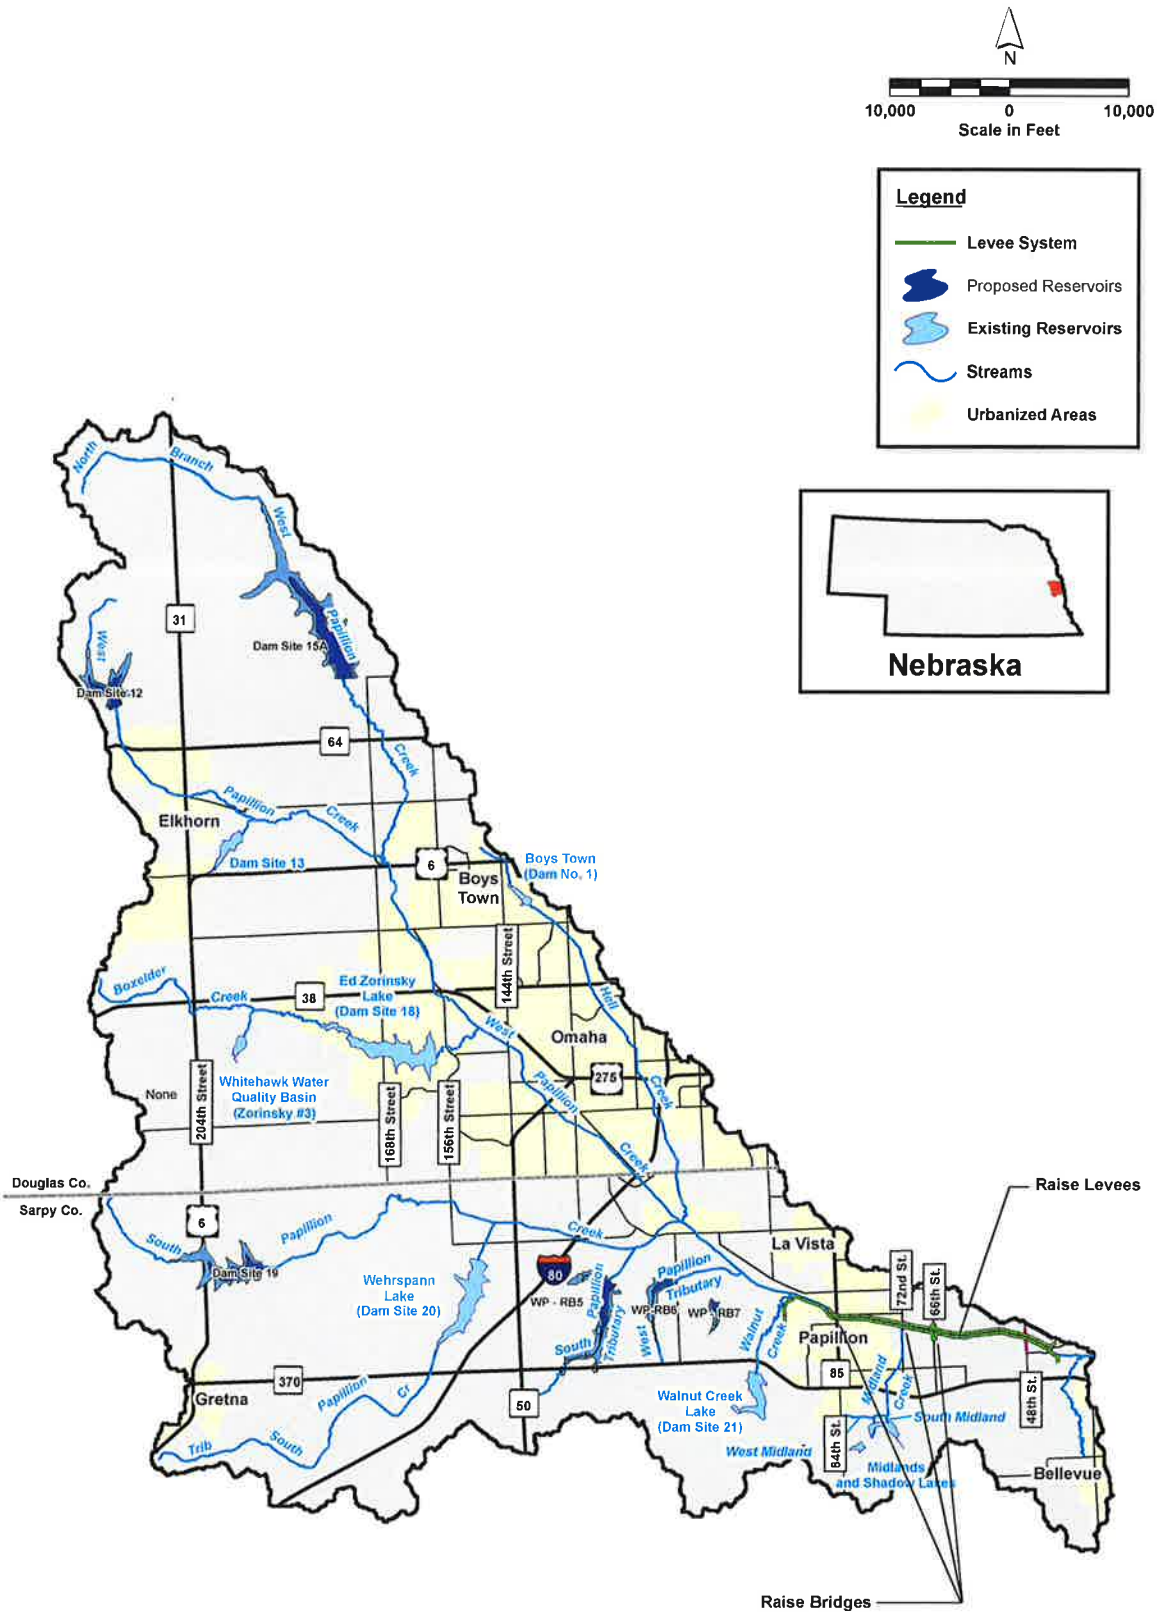 N
10,000 0 10,000
Scale in Feet
Legend
Levee System
Proposed Reservoirs
Existing Reservoirs
Streams
Urbanized Areas
Nebraska
North
Branch
West
Papillion
Creek
31
Dam Site 15A
West
Dam Site 12
64
Papillion
Creek
Elkhorn
Dam Site 13
6
Boys
Town
Boys Town
(Dam No. 1)
144th Street
Boxelder
Creek
38
Ed Zorinsky
Lake
(Dam Site 18)
Hell
Creek
West
Papillion
Creek
Omaha
275
None
204th Street
Whitehawk Water
Quality Basin
(Zorinsky #3)
168th Street
156th Street
Douglas Co.
Sarpy Co.
6
South
Papillion
Creek
Dam Site 19
Wehrspann
Lake
(Dam Site 20)
80
WP - RB5
Papillion
Tributary
South
WP-RB6
Papillion
Tributary
West
WP - RB7
La Vista
72nd St.
66th St.
Raise Levees
Walnut
Creek
Papillion
85
Midland
Creek
370
Gretna
Papillion
Cr
Trib
South
50
Walnut Creek
Lake
(Dam Site 21)
84th St.
South Midland
West Midland
Midlands
and Shadow Lakes
48th St.
Bellevue
Raise Bridges